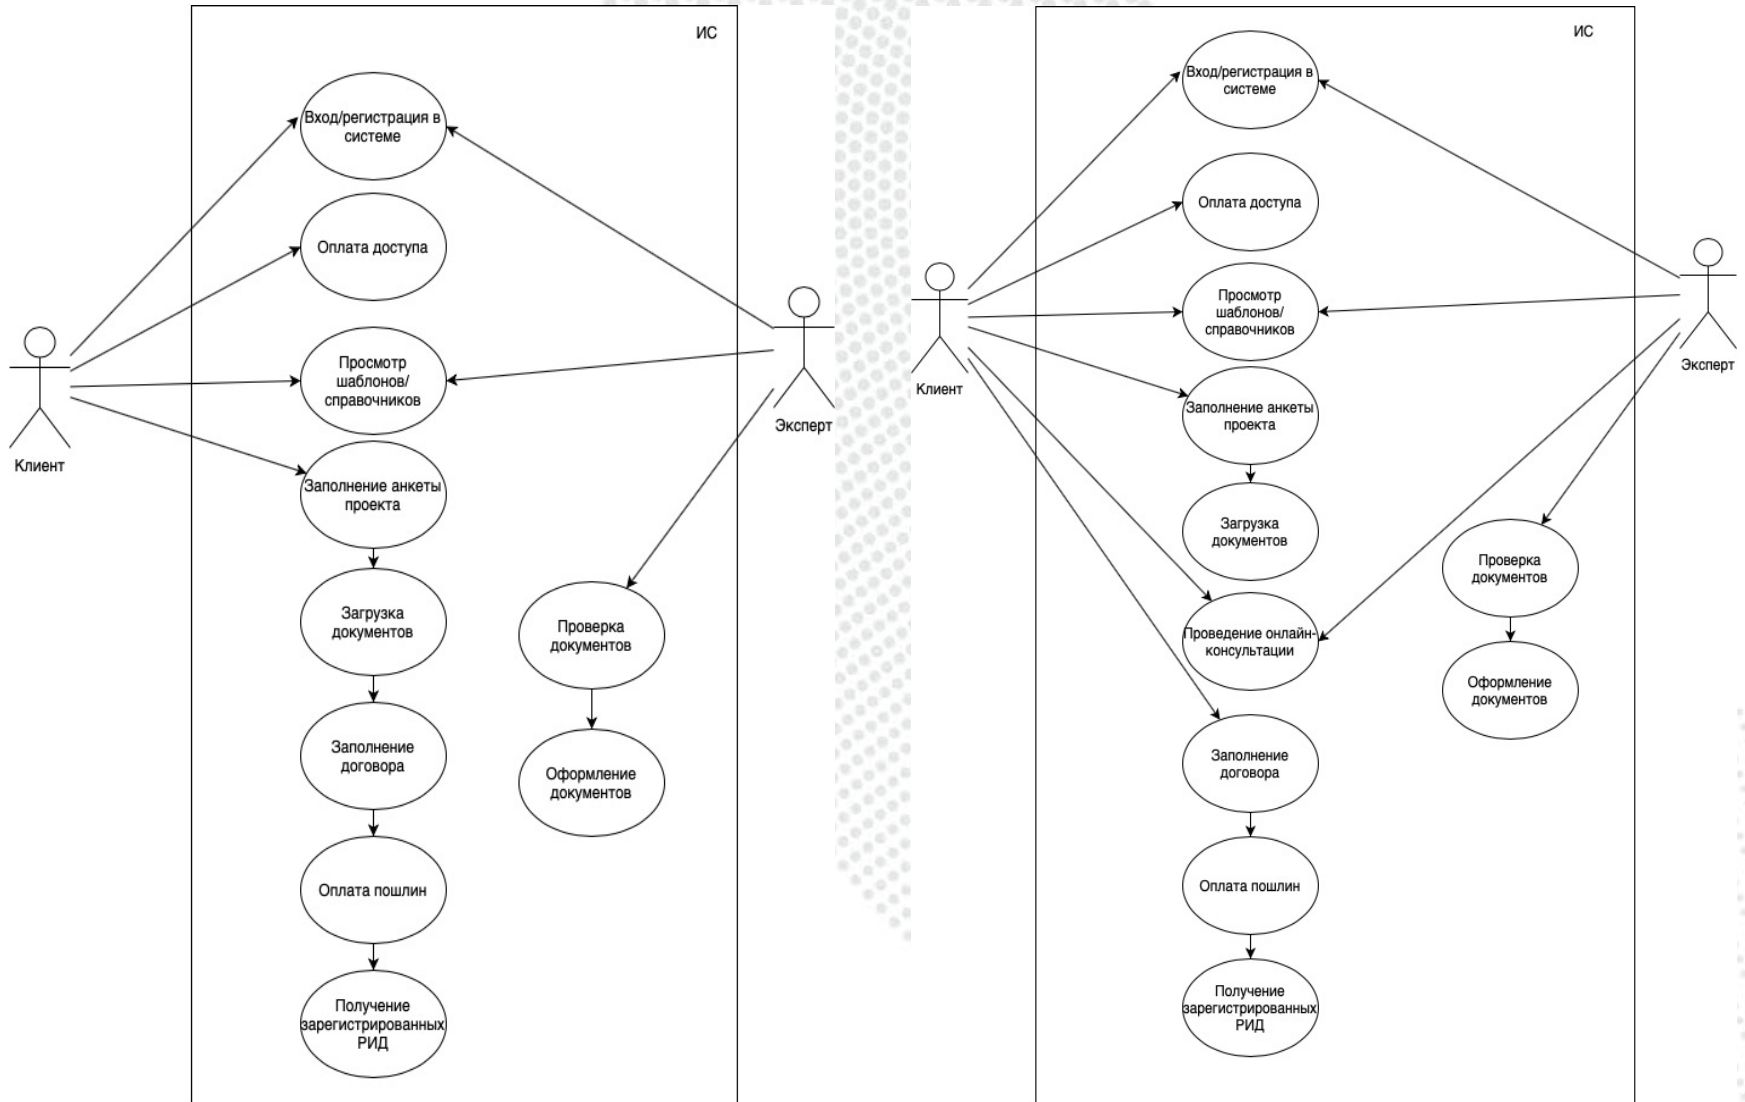 ИС
Вход/регистрация в
системе
Оплата доступа
Просмотр
шаблонов/
справочников
Эксперт
Клиент
Заполнение анкеты
проекта
Загрузка
документов
Проверка
документов
Заполнение
договора
Оформление
документов
Оплата пошлин
Получение
зарегистрированных
РИД
ИС
Вход/регистрация в
системе
Оплата доступа
Просмотр
шаблонов/
справочников
Эксперт
Клиент
Заполнение анкеты
проекта
Загрузка
документов
Проверка
документов
Проведение онлайн-
консультации
Оформление
документов
Заполнение
договора
Оплата пошлин
Получение
зарегистрированных
РИД